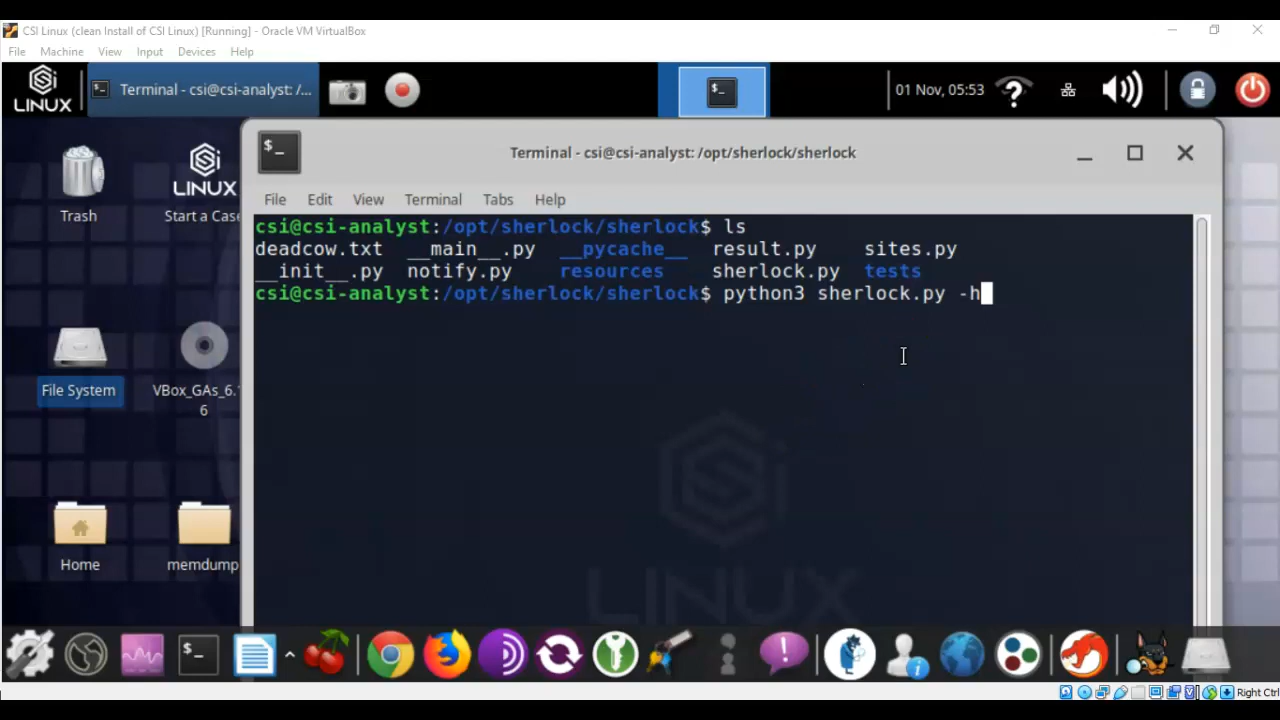 CSI Linux (clean Install of CSI Linux) [Running] - Oracle VM VirtualBox
File Machine View Input Devices Help
LINUX
Terminal - csi@csi-analyst: /...
01 Nov, 05:53
Terminal - csi@csi-analyst: /opt/sherlock/sherlock
File Edit View Terminal Tabs Help
csi@csi-analyst:/opt/sherlock/sherlock$ ls
deadcow.txt __main__.py __pycache__ result.py sites.py
__init__.py notify.py resources sherlock.py tests
csi@csi-analyst:/opt/sherlock/sherlock$ python3 sherlock.py -h
Trash
LINUX
Start a Case
File System
VBox_GAs_6.1
6
Home
memdump
LINUX
Right Ctrl